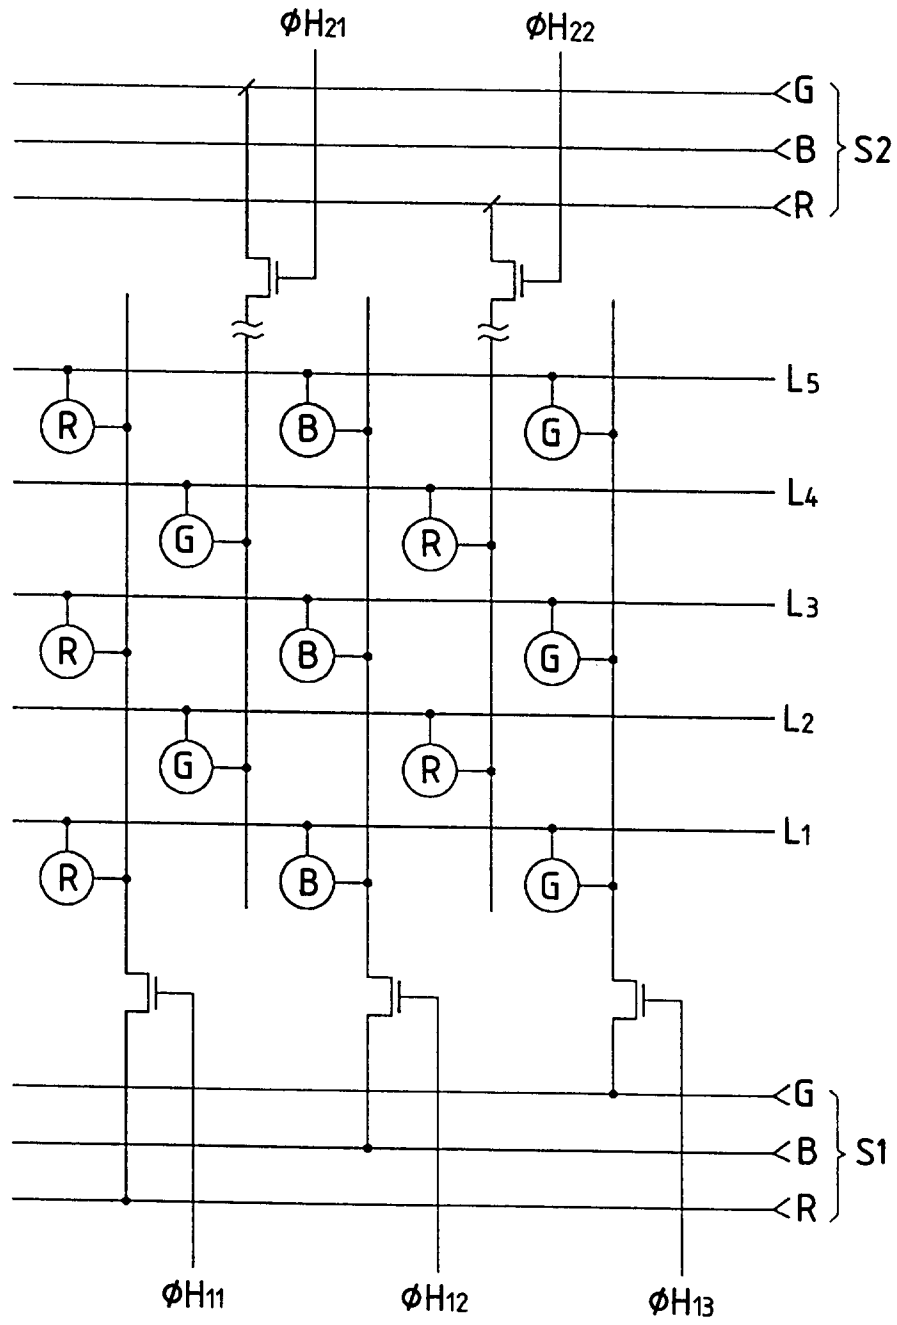 ϕH21 ϕH22
G
B S2
R
L5
R B G
L4
G R
L3
R B G
L2
G R
L1
R B G
G
B S1
R
ϕH11 ϕH12 ϕH13